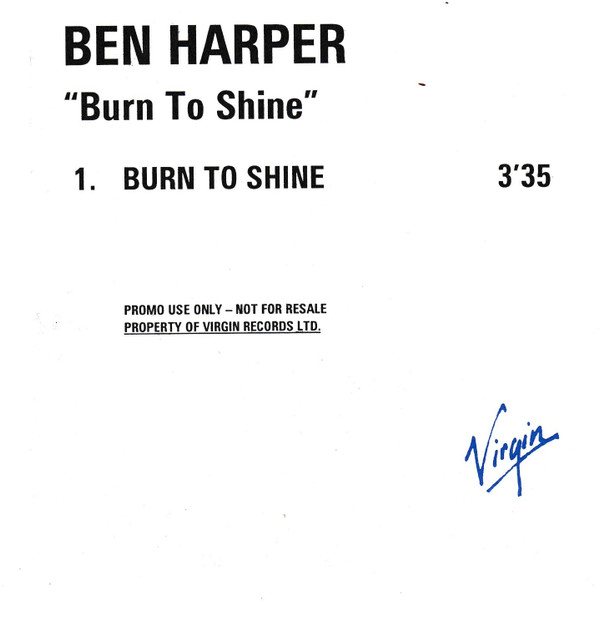 BEN HARPER
“Burn To Shine”
1. BURN TO SHINE 3’35
PROMO USE ONLY – NOT FOR RESALE
PROPERTY OF VIRGIN RECORDS LTD.
Virgin